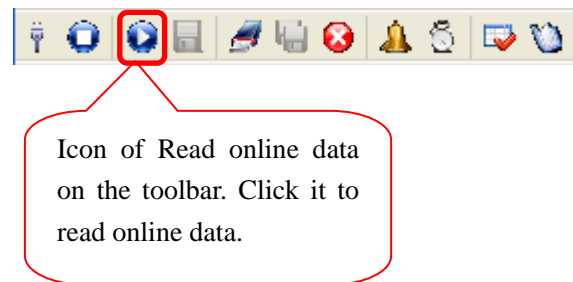 Icon of Read online data
on the toolbar. Click it to
read online data.